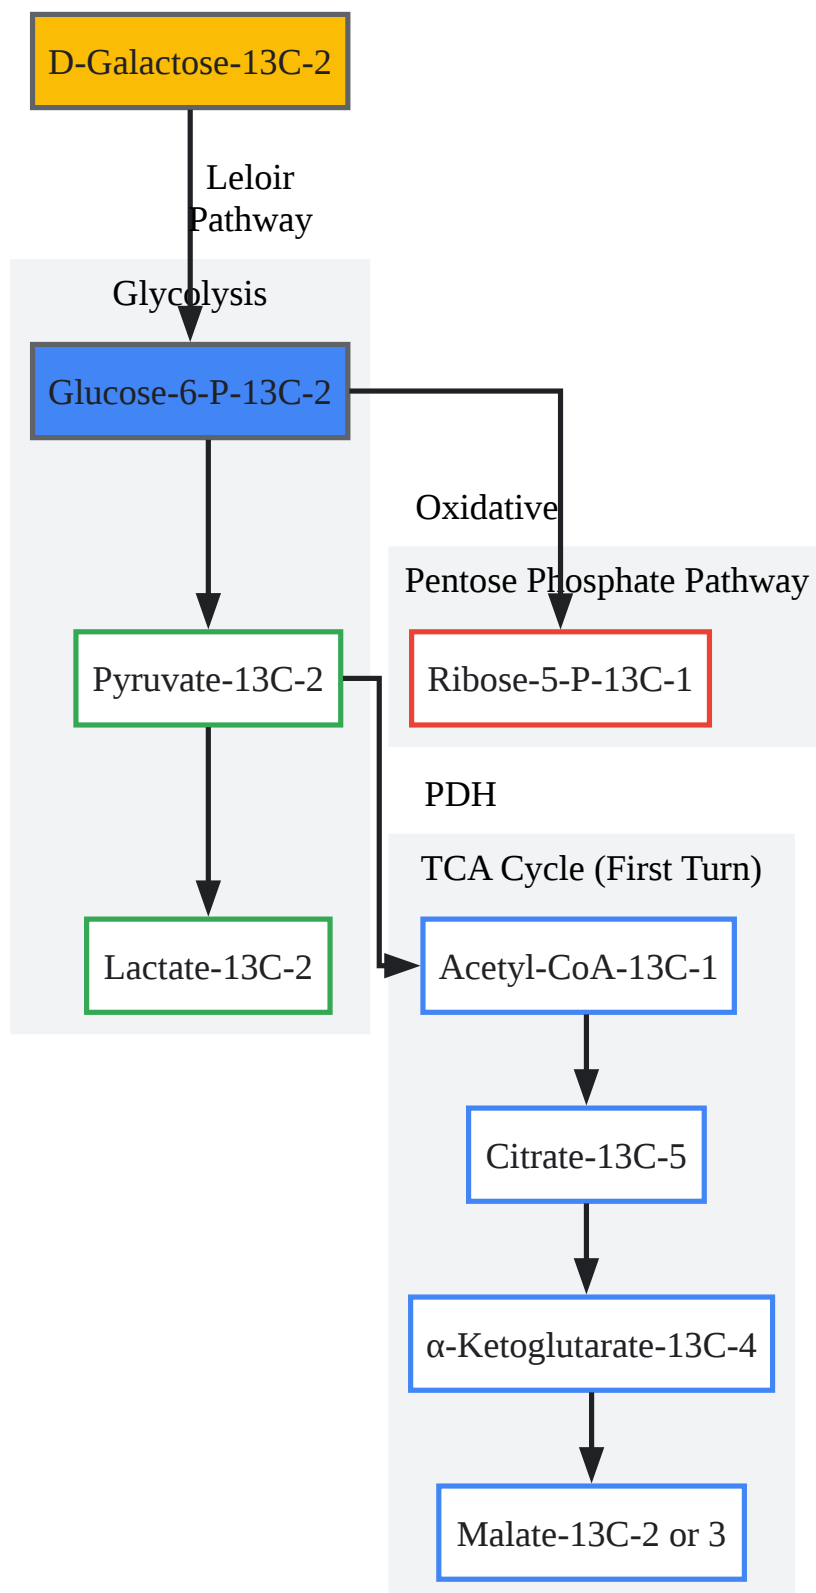 D-Galactose-13C-2
Leloir
Pathway
Glycolysis
Glucose-6-P-13C-2
Oxidative
Pentose Phosphate Pathway
Pyruvate-13C-2
Ribose-5-P-13C-1
PDH
TCA Cycle (First Turn)
Lactate-13C-2
Acetyl-CoA-13C-1
Citrate-13C-5
α-Ketoglutarate-13C-4
Malate-13C-2 or 3